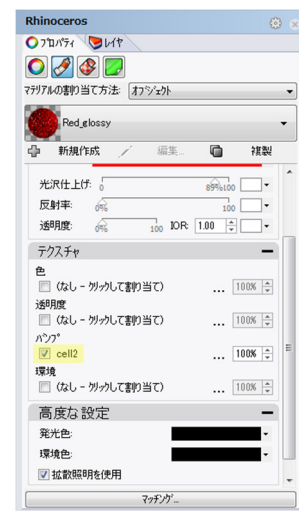 Rhinoceros
プロパティ レイヤ
マテリアルの割り当て方法: オブジェクト
Red_glossy
新規作成 編集... 複製
光沢仕上げ: 0 89% 100
反射率: 0% 100
透明度: 0% 100 IOR: 1.00
テクスチャ
色
(なし - クリックして割り当て) ... 100%
透明度
(なし - クリックして割り当て) ... 100%
バンプ
cell2 ... 100%
環境
(なし - クリックして割り当て) ... 100%
高度な設定
発光色:
環境色:
拡散照明を使用
マッチング...